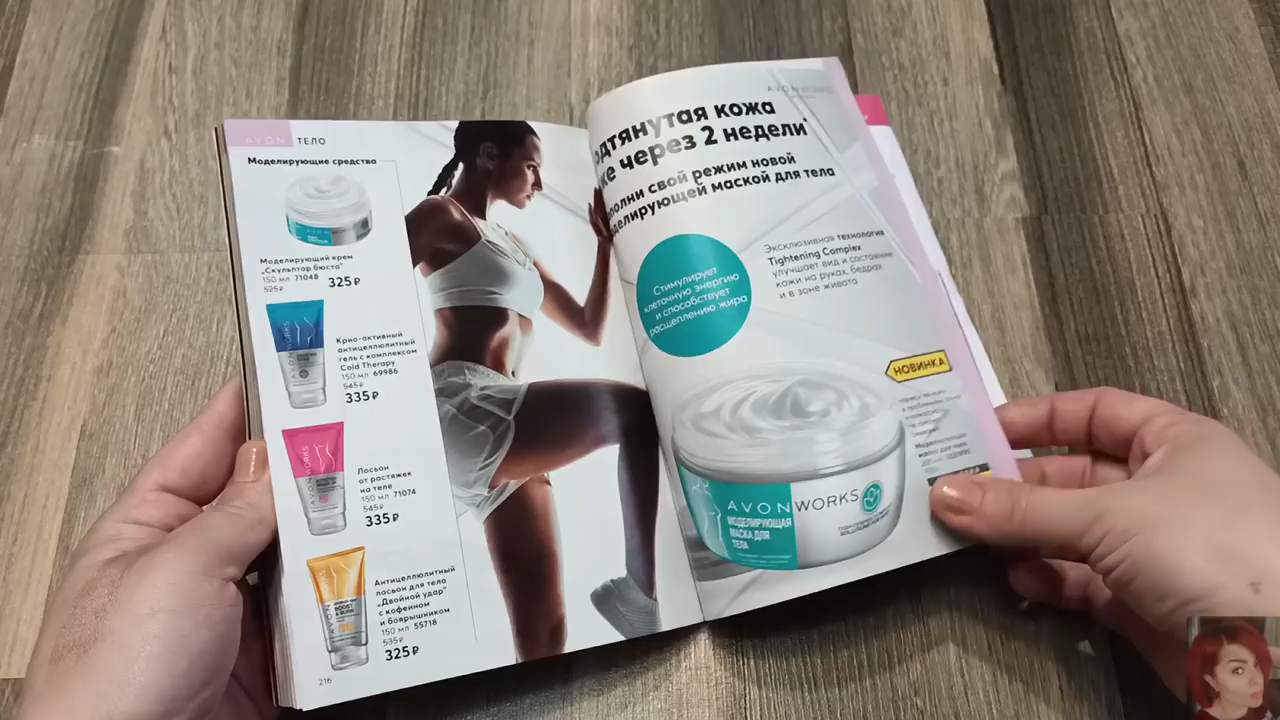 AVON ТЕЛО
Моделирующие средства
Моделирующий крем
„Скульптор бюста“
150 мл 71048 325₽
525₽
Крио-активный
антицеллюлитный
гель с комплексом
Cold Therapy
150 мл 69986
545₽
335₽
Лосьон
от растяжек
на теле
150 мл 71074
545₽
335₽
Антицеллюлитный
лосьон для тела
„Двойной удар“
с кофеином
и боярышником
150 мл 55718
535₽
325₽
216
AVON WORKS
одтянутая кожа
же через 2 недели*
полни свой режим новой
делирующей маской для тела
Стимулирует
клеточную энергию
и способствует
расщеплению жира
Эксклюзивная технология
Tightening Complex
улучшает вид и состояние
кожи на руках, бедрах
и в зоне живота
НОВИНКА
AVON WORKS
МОДЕЛИРУЮЩАЯ
МАСКА ДЛЯ
ТЕЛА